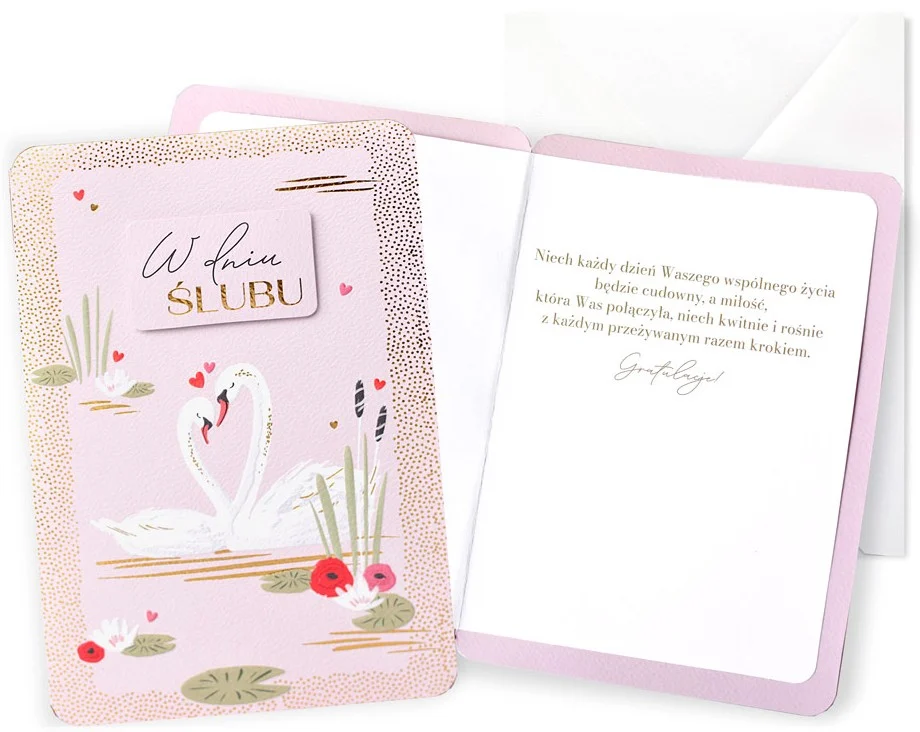 W dniu
ŚLUBU
Niech każdy dzień Waszego wspólnego życia
będzie cudowny, a miłość,
która Was połączyła, niech kwitnie i rośnie
z każdym przeżywanym razem krokiem.
Gratulacje!